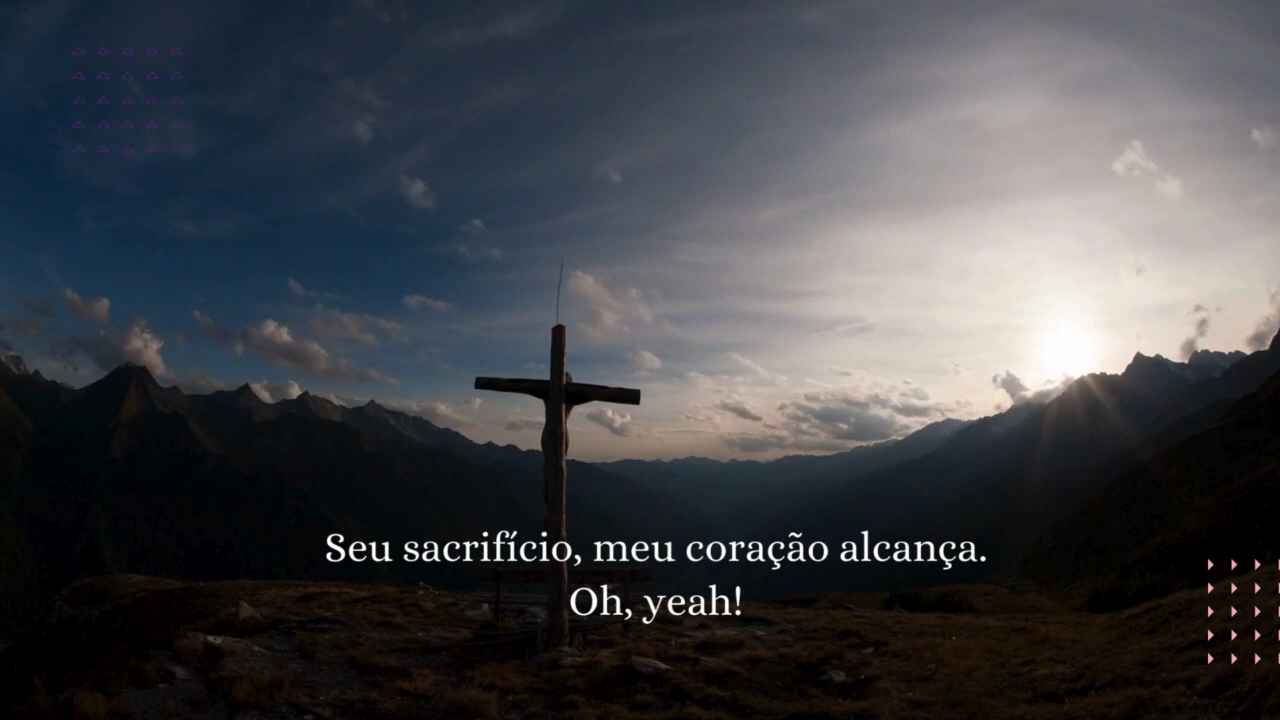 Seu sacrifício, meu coração alcança.
Oh, yeah!